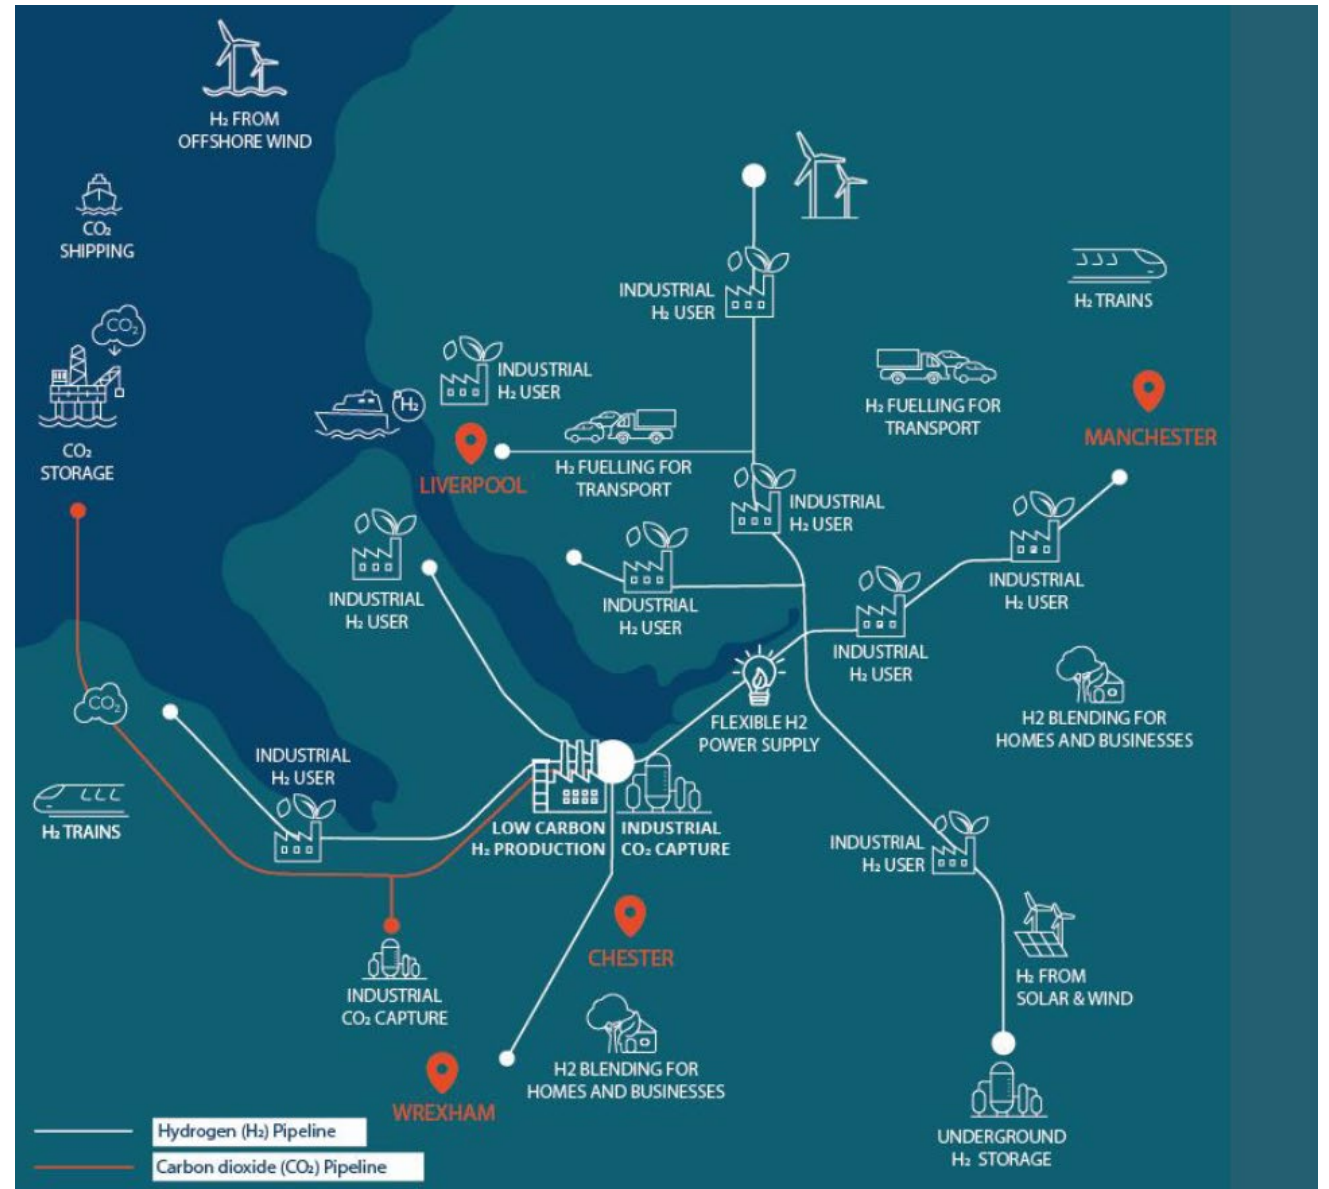 H₂ FROM
OFFSHORE WIND
CO₂
SHIPPING
INDUSTRIAL
H₂ USER
H₂ TRAINS
CO₂
CO₂
STORAGE
INDUSTRIAL
H₂ USER
H₂
H₂ FUELLING FOR
TRANSPORT
MANCHESTER
LIVERPOOL
H₂ FUELLING FOR
TRANSPORT
INDUSTRIAL
H₂ USER
INDUSTRIAL
H₂ USER
INDUSTRIAL
H₂ USER
INDUSTRIAL
H₂ USER
INDUSTRIAL
H₂ USER
CO₂
FLEXIBLE H2
POWER SUPPLY
H2 BLENDING FOR
HOMES AND BUSINESSES
INDUSTRIAL
H₂ USER
H₂ TRAINS
LOW CARBON
H₂ PRODUCTION
INDUSTRIAL
CO₂ CAPTURE
INDUSTRIAL
H₂ USER
CHESTER
INDUSTRIAL
CO₂ CAPTURE
H₂ FROM
SOLAR & WIND
H2 BLENDING FOR
HOMES AND BUSINESSES
WREXHAM
UNDERGROUND
H₂ STORAGE
Hydrogen (H₂) Pipeline
Carbon dioxide (CO₂) Pipeline